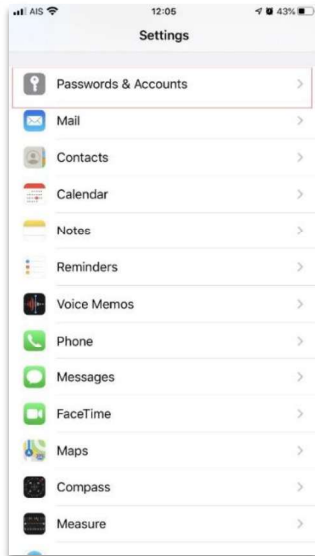 AIS 12:05 43%
Settings
Passwords & Accounts
Mail
Contacts
Calendar
Notes
Reminders
Voice Memos
Phone
Messages
FaceTime
Maps
Compass
Measure